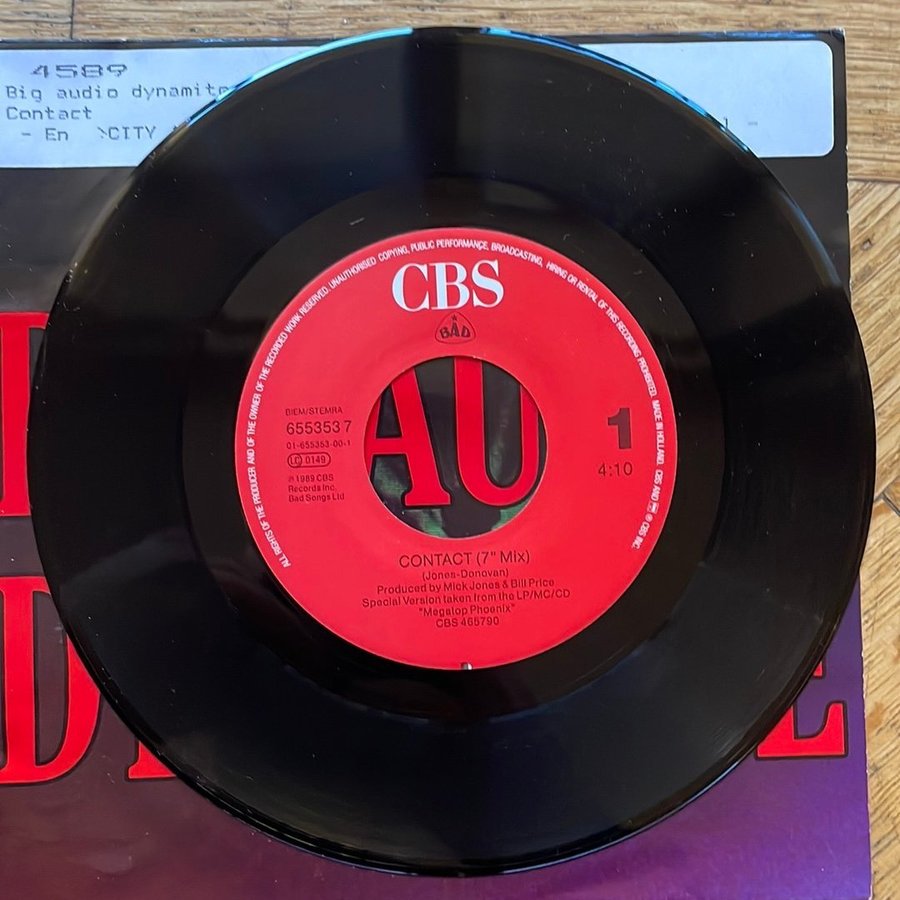 4589
Big audio dynamite
Contact
- En >CITY
ALL RIGHTS OF THE PRODUCER AND OF THE OWNER OF THE RECORDED WORK RESERVED. UNAUTHORISED COPYING, PUBLIC PERFORMANCE, BROADCASTING, HIRING OR RENTAL OF THIS RECORDING PROHIBITED. MADE IN HOLLAND. CBS AND ℗ © CBS INC.
CBS
BAD
BIEM/STEMRA
655353 7
01-655353-00-1
LC 0149
℗ 1989 CBS
Records Inc.
Bad Songs Ltd
1
4:10
AU
CONTACT (7" Mix)
(Jones-Donovan)
Produced by Mick Jones & Bill Price
Special Version taken from the LP/MC/CD
"Megatop Phoenix"
CBS 465790
D
E